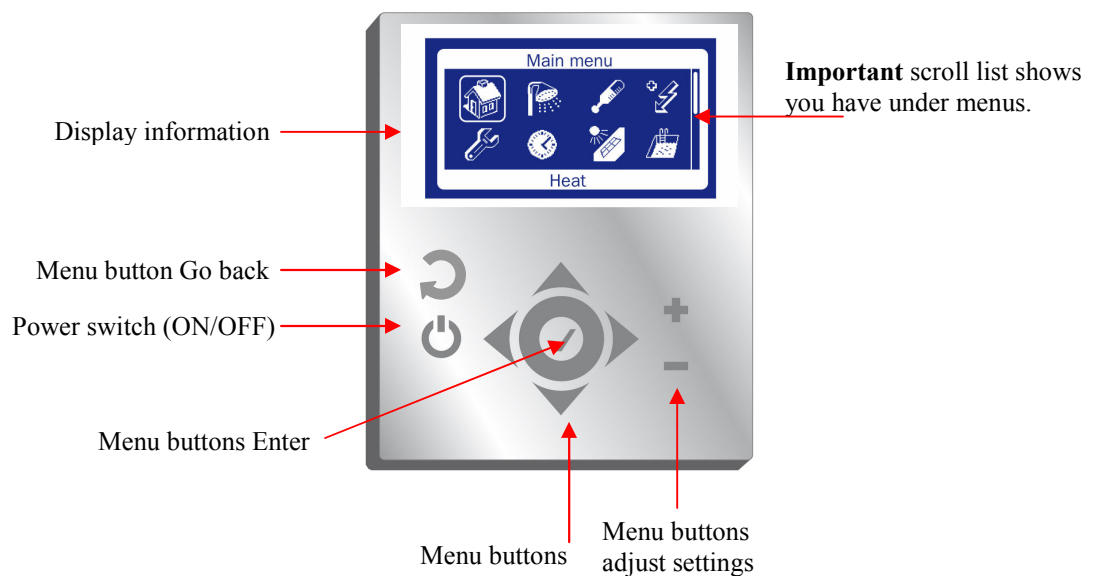 Main menu
Heat
Important scroll list shows
you have under menus.
Display information
Menu button Go back
Power switch (ON/OFF)
Menu buttons Enter
Menu buttons
Menu buttons
adjust settings